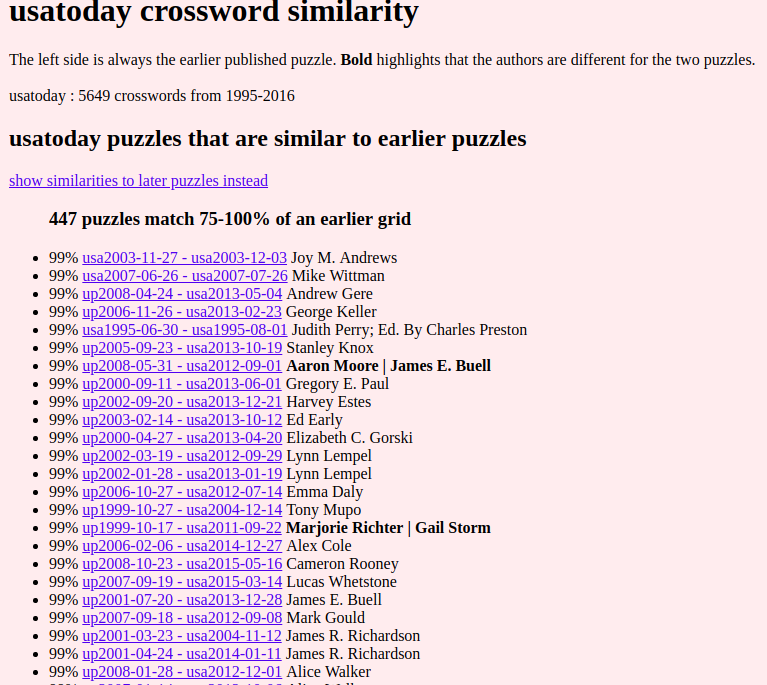 usatoday crossword similarity
The left side is always the earlier published puzzle. Bold highlights that the authors are different for the two puzzles.
usatoday : 5649 crosswords from 1995-2016
usatoday puzzles that are similar to earlier puzzles
show similarities to later puzzles instead
447 puzzles match 75-100% of an earlier grid
99% usa2003-11-27 - usa2003-12-03 Joy M. Andrews
99% usa2007-06-26 - usa2007-07-26 Mike Wittman
99% up2008-04-24 - usa2013-05-04 Andrew Gere
99% up2006-11-26 - usa2013-02-23 George Keller
99% usa1995-06-30 - usa1995-08-01 Judith Perry; Ed. By Charles Preston
99% up2005-09-23 - usa2013-10-19 Stanley Knox
99% up2008-05-31 - usa2012-09-01 Aaron Moore | James E. Buell
99% up2000-09-11 - usa2013-06-01 Gregory E. Paul
99% up2002-09-20 - usa2013-12-21 Harvey Estes
99% up2003-02-14 - usa2013-10-12 Ed Early
99% up2000-04-27 - usa2013-04-20 Elizabeth C. Gorski
99% up2002-03-19 - usa2012-09-29 Lynn Lempel
99% up2002-01-28 - usa2013-01-19 Lynn Lempel
99% up2006-10-27 - usa2012-07-14 Emma Daly
99% up1999-10-27 - usa2004-12-14 Tony Mupo
99% up1999-10-17 - usa2011-09-22 Marjorie Richter | Gail Storm
99% up2006-02-06 - usa2014-12-27 Alex Cole
99% up2008-10-23 - usa2015-05-16 Cameron Rooney
99% up2007-09-19 - usa2015-03-14 Lucas Whetstone
99% up2001-07-20 - usa2013-12-28 James E. Buell
99% up2007-09-18 - usa2012-09-08 Mark Gould
99% up2001-03-23 - usa2004-11-12 James R. Richardson
99% up2001-04-24 - usa2014-01-11 James R. Richardson
99% up2008-01-28 - usa2012-12-01 Alice Walker